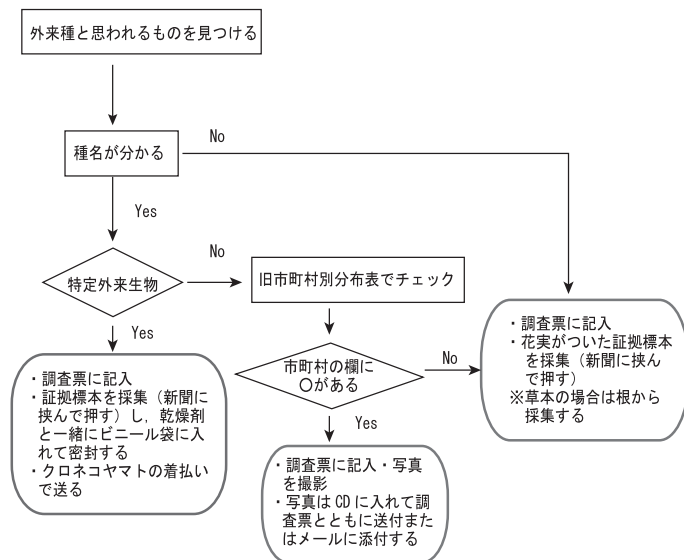 外来種と思われるものを見つける
No
種名が分かる
Yes
No
特定外来生物
旧市町村別分布表でチェック
Yes
・調査票に記入
・花実がついた証拠標本
を採集（新聞に挟ん
で押す）
※草本の場合は根から
採集する
市町村の欄に
〇がある
No
・調査票に記入
・証拠標本を採集（新聞に
挟んで押す）し，乾燥剤
と一緒にビニール袋に入
れて密封する
・クロネコヤマトの着払い
で送る
Yes
・調査票に記入・写真
を撮影
・写真は CD に入れて調
査票とともに送付また
はメールに添付する